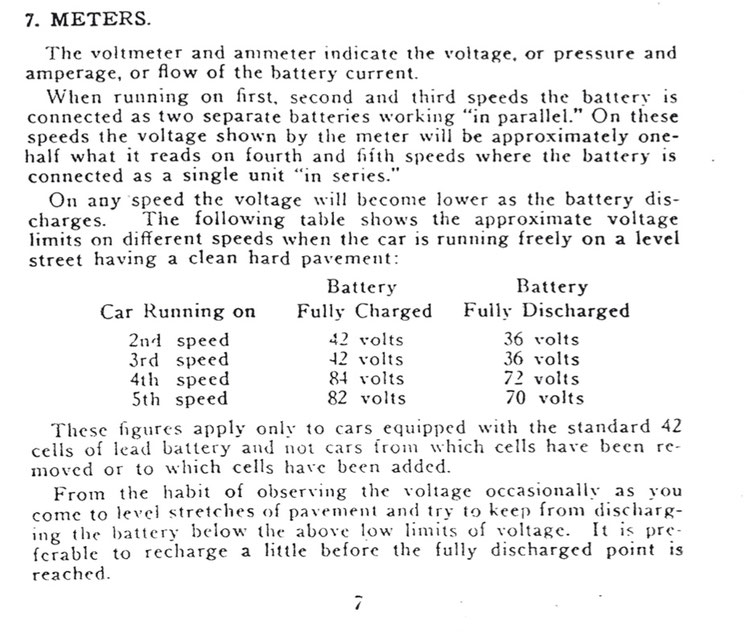 7. METERS.
The voltmeter and ammeter indicate the voltage, or pressure and
amperage, or flow of the battery current.
When running on first, second and third speeds the battery is
connected as two separate batteries working "in parallel." On these
speeds the voltage shown by the meter will be approximately one-
half what it reads on fourth and fifth speeds where the battery is
connected as a single unit "in series."
On any speed the voltage will become lower as the battery dis-
charges. The following table shows the approximate voltage
limits on different speeds when the car is running freely on a level
street having a clean hard pavement:
Battery Battery
Car Running on Fully Charged Fully Discharged
2nd speed 42 volts 36 volts
3rd speed 42 volts 36 volts
4th speed 84 volts 72 volts
5th speed 82 volts 70 volts
These figures apply only to cars equipped with the standard 42
cells of lead battery and not cars from which cells have been re-
moved or to which cells have been added.
From the habit of observing the voltage occasionally as you
come to level stretches of pavement and try to keep from discharg-
ing the battery below the above low limits of voltage. It is pre-
ferable to recharge a little before the fully discharged point is
reached.
7